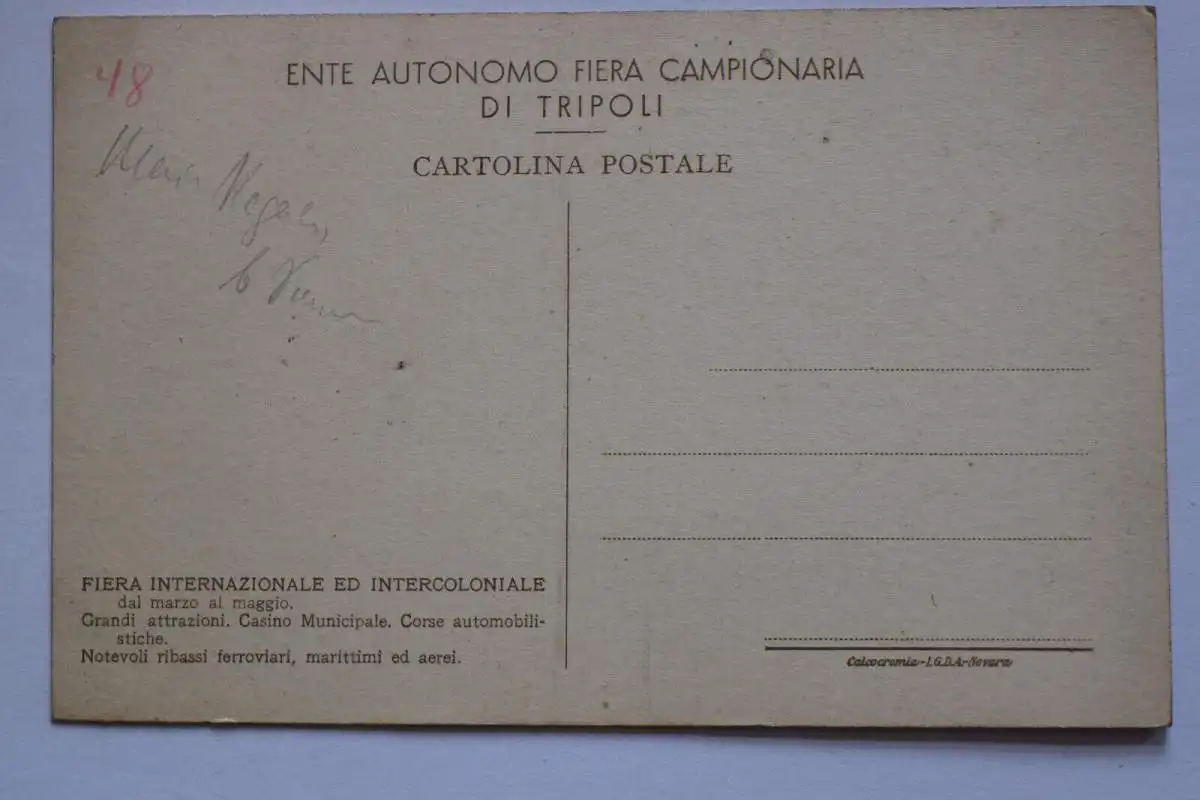 48
ENTE AUTONOMO FIERA CAMPIONARIA
DI TRIPOLI
CARTOLINA POSTALE
FIERA INTERNAZIONALE ED INTERCOLONIALE
dal marzo al maggio.
Grandi attrazioni. Casino Municipale. Corse automobili-
stiche.
Notevoli ribassi ferroviari, marittimi ed aerei.
Calcocromia-I.G.D.A.-Novara